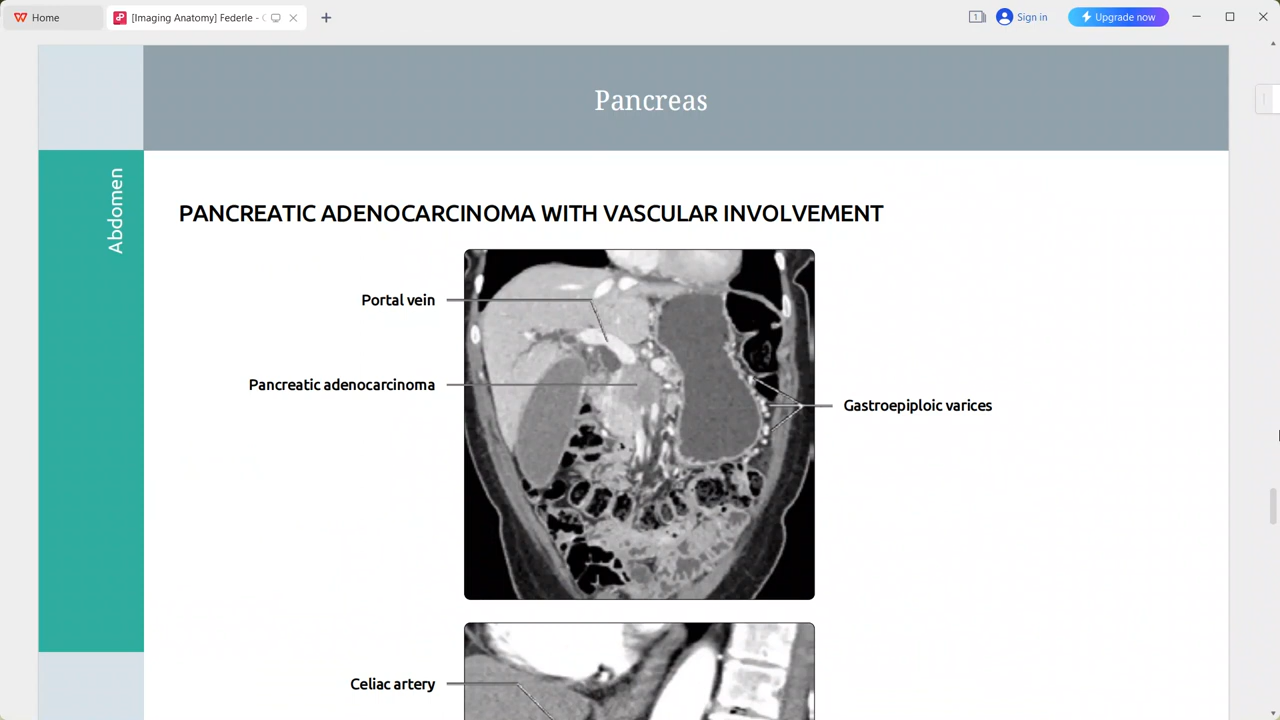 Home
[Imaging Anatomy] Federle -
1
Sign in
Upgrade now
Pancreas
Abdomen
PANCREATIC ADENOCARCINOMA WITH VASCULAR INVOLVEMENT
Portal vein
Pancreatic adenocarcinoma
Gastroepiploic varices
Celiac artery